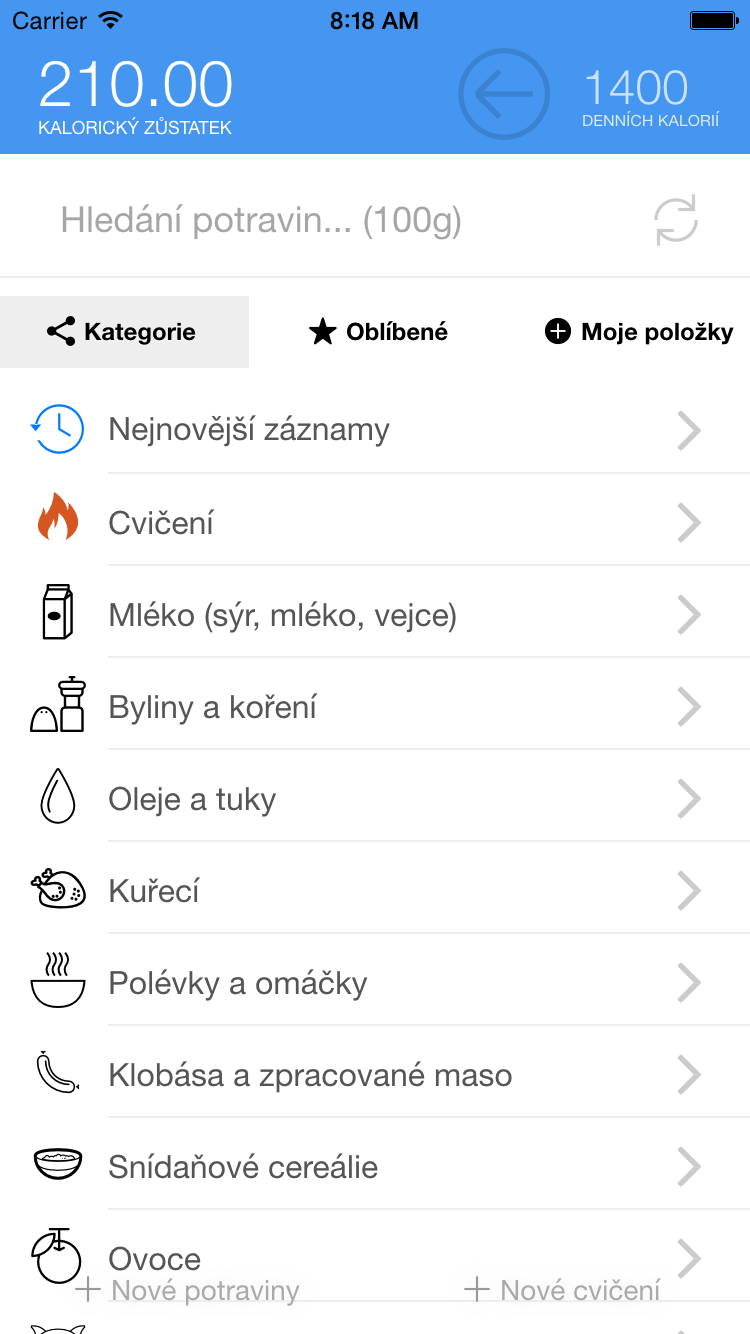 Carrier 8:18 AM
210.00 1400
KALORICKÝ ZŮSTATEK DENNÍCH KALORIÍ
Hledání potravin... (100g)
Kategorie Oblíbené Moje položky
Nejnovější záznamy
Cvičení
Mléko (sýr, mléko, vejce)
Byliny a koření
Oleje a tuky
Kuřecí
Polévky a omáčky
Klobása a zpracované maso
Snídaňové cereálie
Ovoce
Nové potraviny Nové cvičení